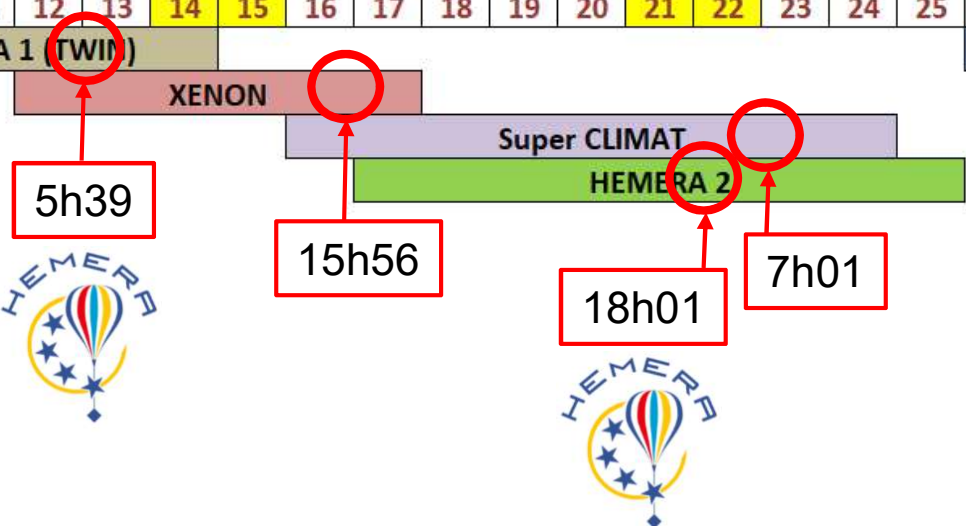 12 13 14 15 16 17 18 19 20 21 22 23 24 25
A 1 (TWIN)
XENON
Super CLIMAT
HEMERA 2
5h39
15h56
18h01
7h01
HEMERA
HEMERA